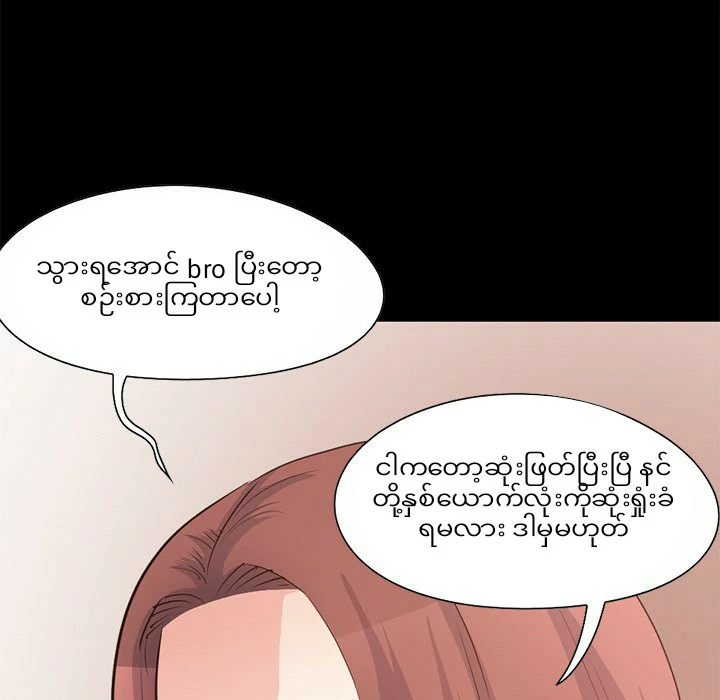 သွားရအောင် bro ပြီးတော့
စဉ်းစားကြတာပေါ့
ငါကတော့ဆုံးဖြတ်ပြီးပြီ နင်
တို့နှစ်ယောက်လုံးကိုဆုံးရှုံးခံ
ရမလား ဒါမှမဟုတ်